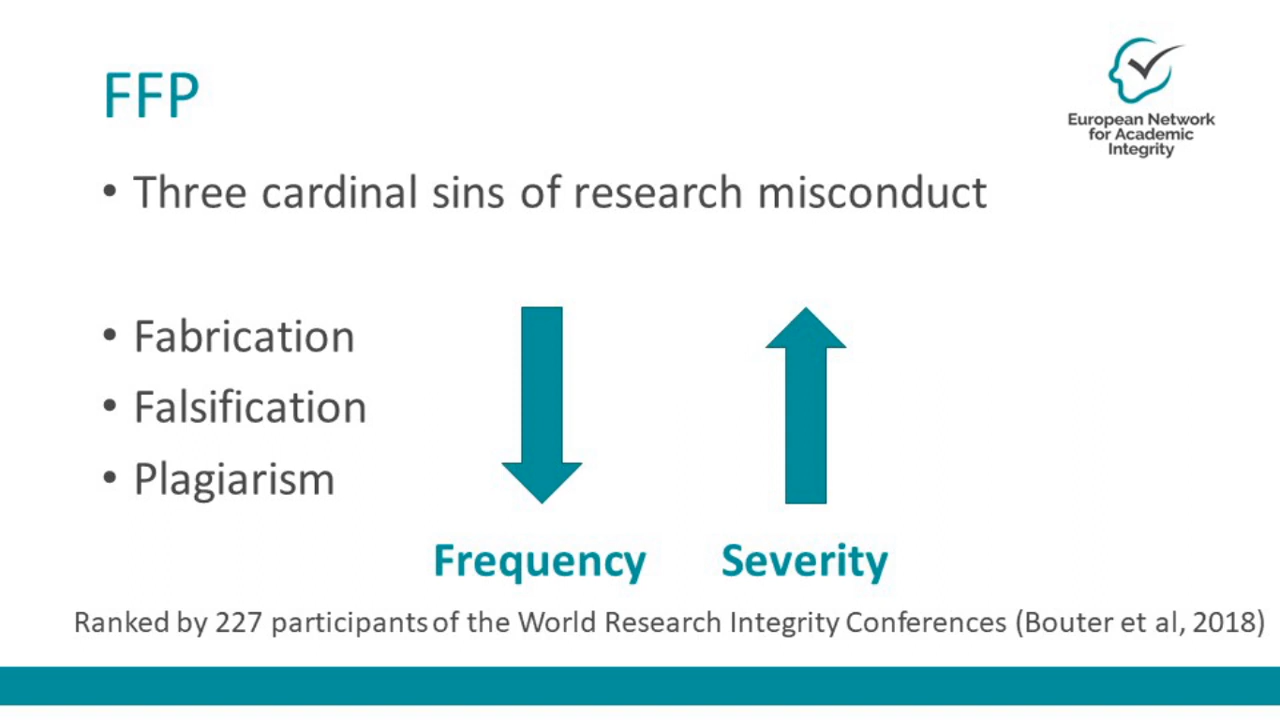 FFP
European Network
for Academic
Integrity
• Three cardinal sins of research misconduct
• Fabrication
• Falsification
• Plagiarism
Frequency
Severity
Ranked by 227 participants of the World Research Integrity Conferences (Bouter et al, 2018)